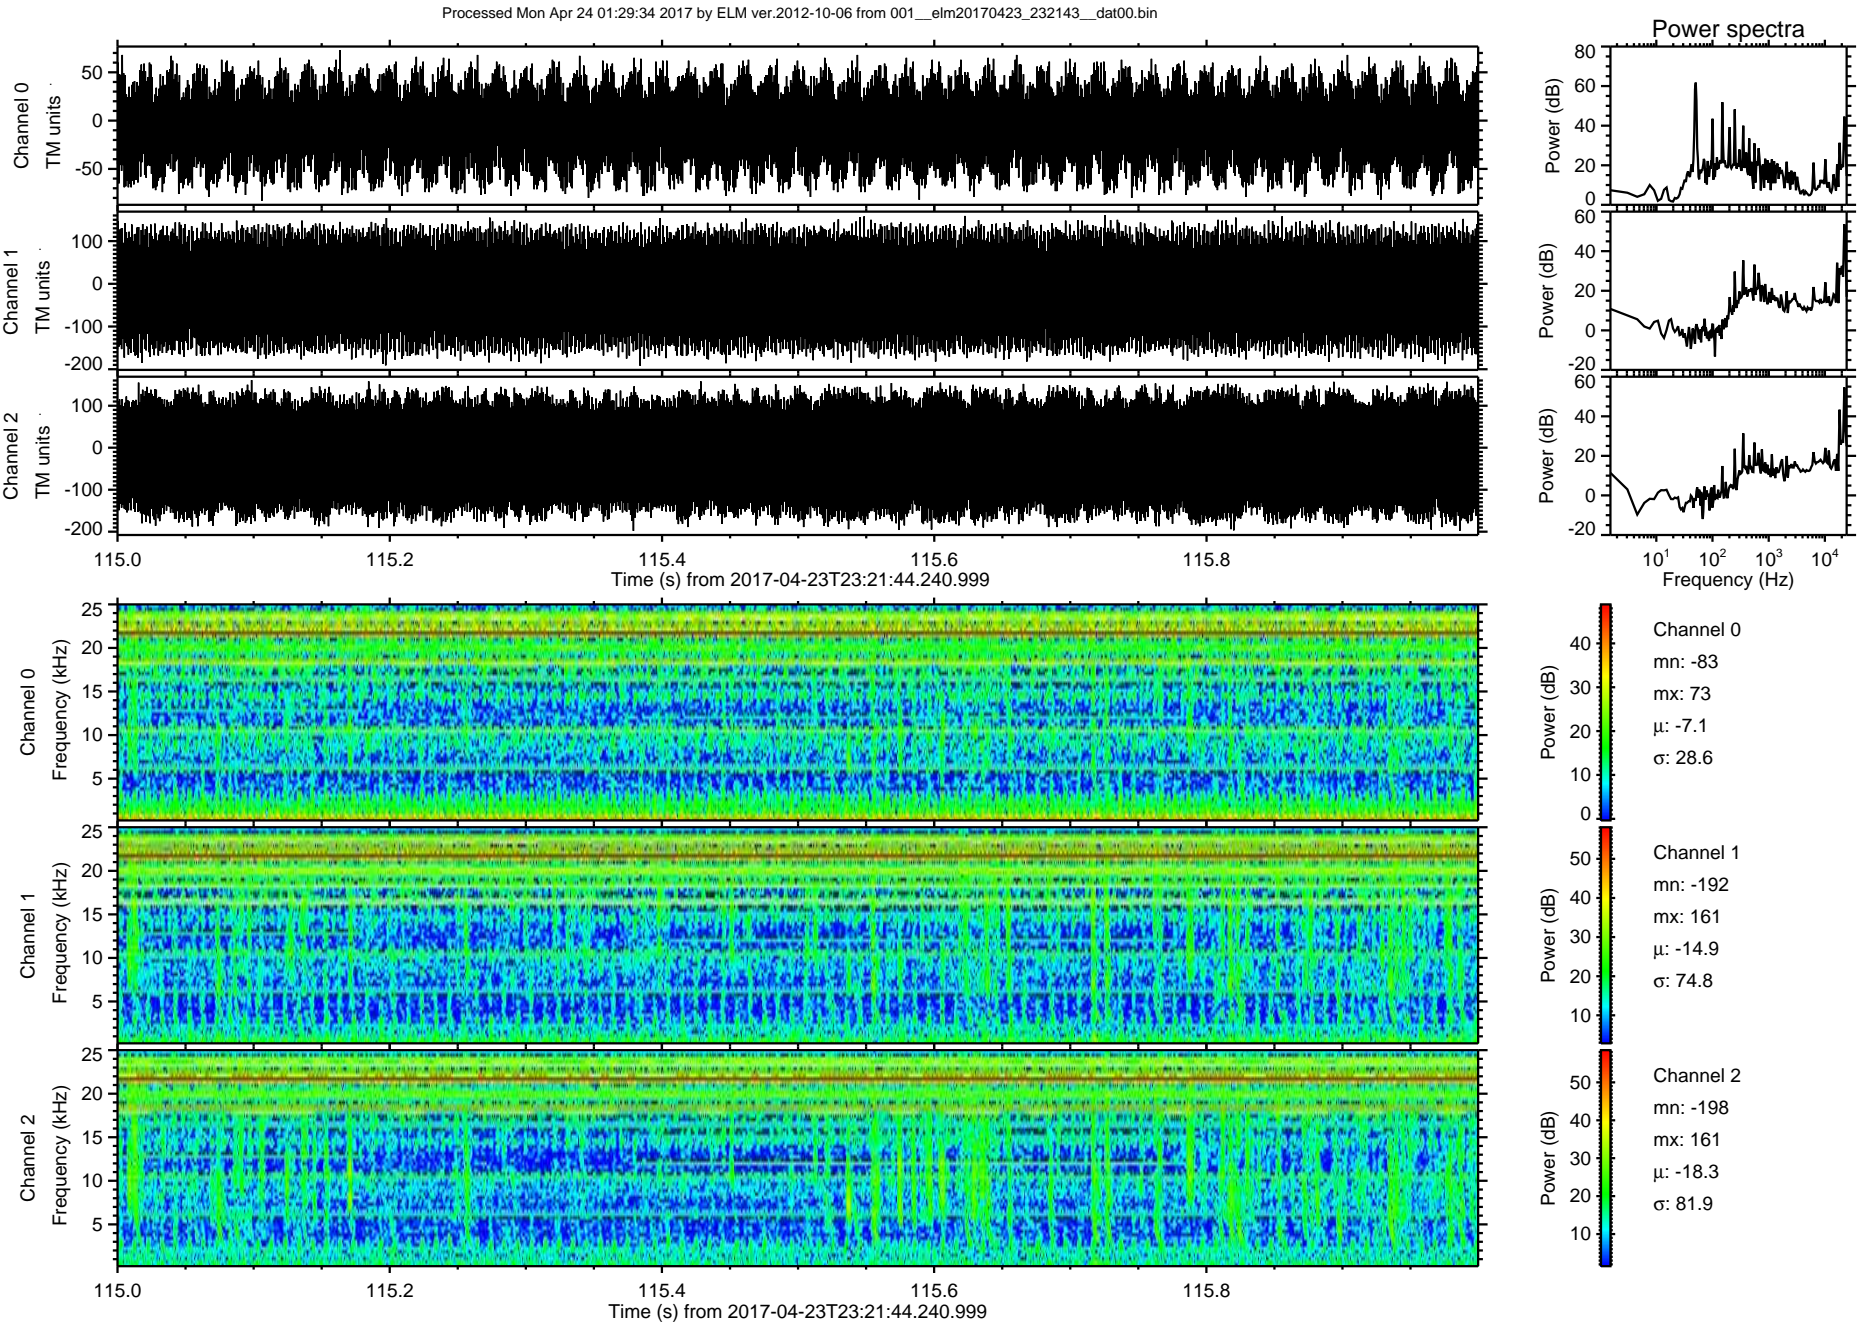 Processed Mon Apr 24 01:29:34 2017 by ELM ver.2012-10-06 from 001__elm20170423_232143__dat00.bin
Power spectra
Channel 0
TM units
50
0
-50
Power (dB)
80
60
40
20
0
Channel 1
TM units
100
0
-100
-200
Power (dB)
60
40
20
0
-20
Channel 2
TM units
100
0
-100
-200
Power (dB)
60
40
20
0
-20
115.0 115.2 115.4 115.6 115.8
Time (s) from 2017-04-23T23:21:44.240.999
10^1 10^2 10^3 10^4
Frequency (Hz)
Channel 0
Frequency (kHz)
25
20
15
10
5
Power (dB)
40
30
20
10
0
Channel 0
mn: -83
mx: 73
µ: -7.1
σ: 28.6
Channel 1
Frequency (kHz)
25
20
15
10
5
Power (dB)
50
40
30
20
10
Channel 1
mn: -192
mx: 161
µ: -14.9
σ: 74.8
Channel 2
Frequency (kHz)
25
20
15
10
5
Power (dB)
50
40
30
20
10
Channel 2
mn: -198
mx: 161
µ: -18.3
σ: 81.9
115.0 115.2 115.4 115.6 115.8
Time (s) from 2017-04-23T23:21:44.240.999